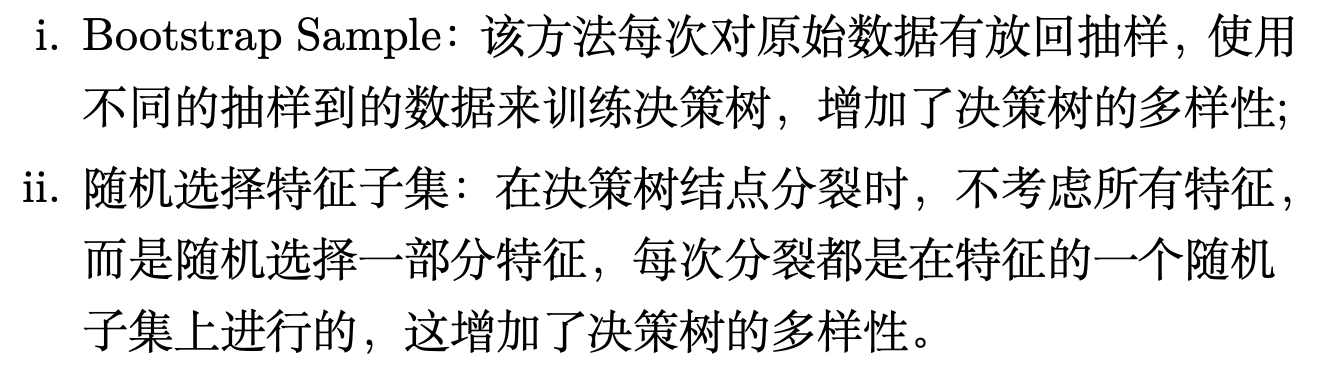 i. Bootstrap Sample：该方法每次对原始数据有放回抽样，使用
不同的抽样到的数据来训练决策树，增加了决策树的多样性;
ii. 随机选择特征子集：在决策树结点分裂时，不考虑所有特征，
而是随机选择一部分特征，每次分裂都是在特征的一个随机
子集上进行的，这增加了决策树的多样性。